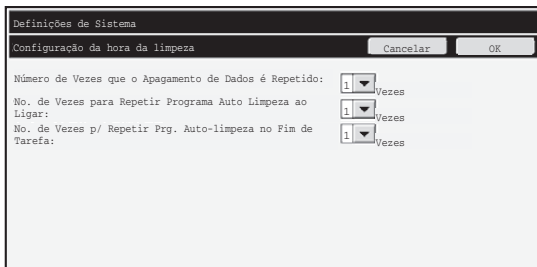 Definições de Sistema
Configuração da hora da limpeza
Cancelar
OK
Número de Vezes que o Apagamento de Dados é Repetido:
1
Vezes
No. de Vezes para Repetir Programa Auto Limpeza ao
Ligar:
1
Vezes
No. de Vezes p/ Repetir Prg. Auto-limpeza no Fim de
Tarefa:
1
Vezes